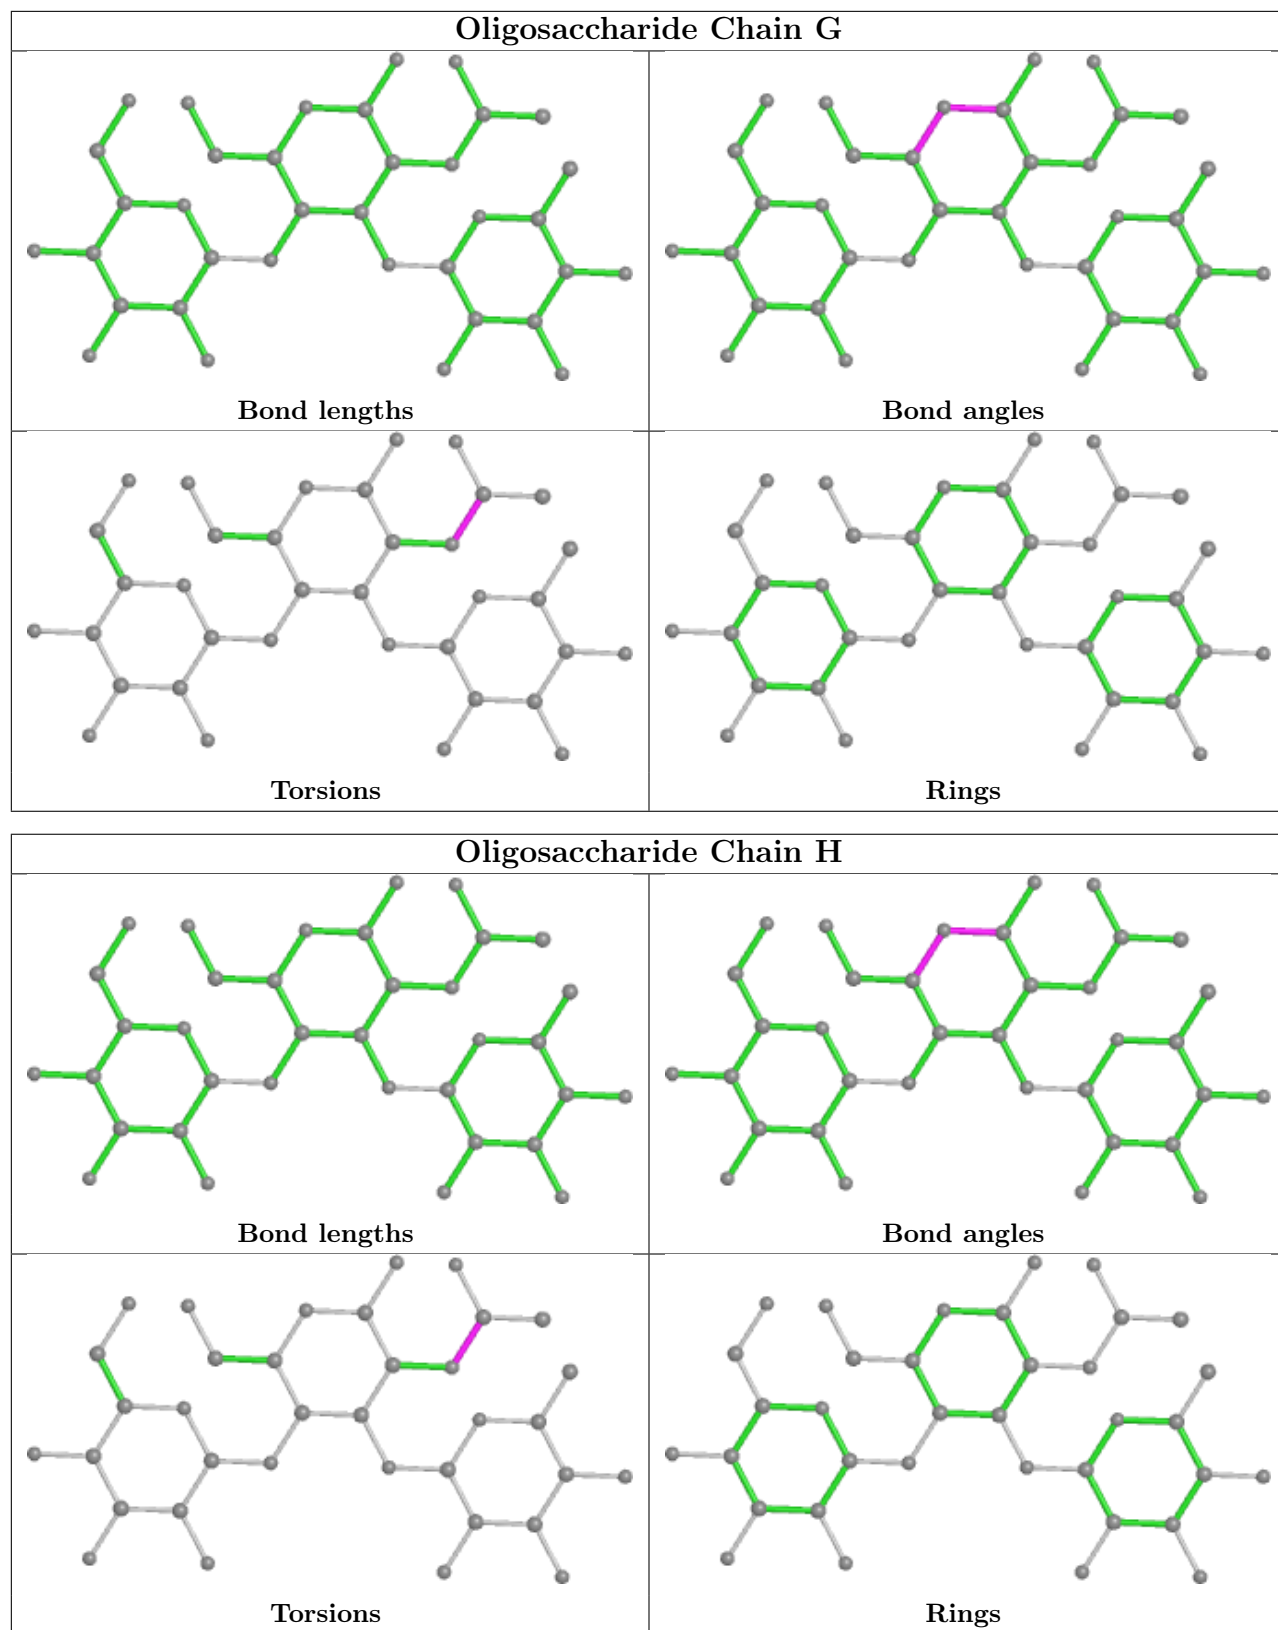 Oligosaccharide Chain G
Bond lengths
Bond angles
Torsions
Rings
Oligosaccharide Chain H
Bond lengths
Bond angles
Torsions
Rings